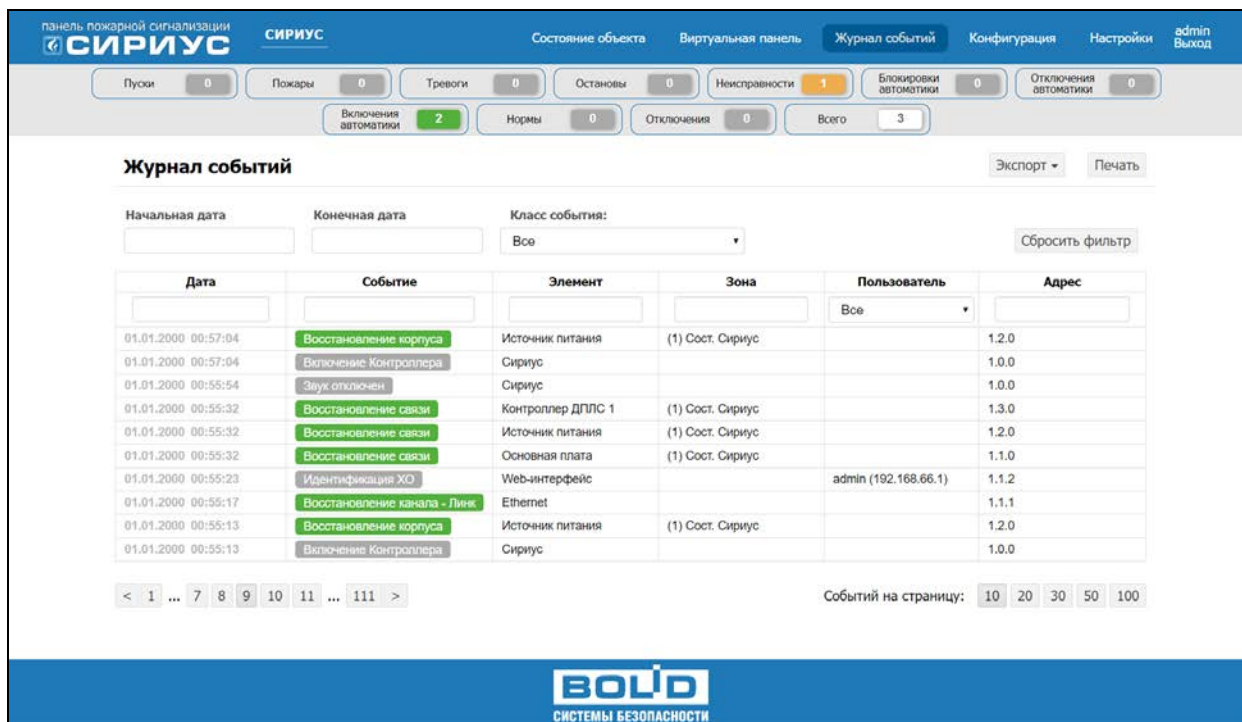 панель пожарной сигнализации
СИРИУС
СИРИУС
Состояние объекта Виртуальная панель Журнал событий Конфигурация Настройки
admin
Выход
Пуски 0 Пожары 0 Тревоги 0 Остановы 0 Неисправности 1 Блокировки автоматики 0 Отключения автоматики 0
Включения автоматики 2 Нормы 0 Отключения 0 Всего 3
Журнал событий Экспорт Печать
Начальная дата Конечная дата Класс события:
Все Сбросить фильтр
Дата Событие Элемент Зона Пользователь Адрес
Все
01.01.2000 00:57:04 Восстановление корпуса Источник питания (1) Сост. Сириус 1.2.0
01.01.2000 00:57:04 Включение Контроллера Сириус 1.0.0
01.01.2000 00:55:54 Звук отключен Сириус 1.0.0
01.01.2000 00:55:32 Восстановление связи Контроллер ДПЛС 1 (1) Сост. Сириус 1.3.0
01.01.2000 00:55:32 Восстановление связи Источник питания (1) Сост. Сириус 1.2.0
01.01.2000 00:55:32 Восстановление связи Основная плата (1) Сост. Сириус 1.1.0
01.01.2000 00:55:23 Идентификация ХО Web-интерфейс admin (192.168.66.1) 1.1.2
01.01.2000 00:55:17 Восстановление канала - Линк Ethernet 1.1.1
01.01.2000 00:55:13 Восстановление корпуса Источник питания (1) Сост. Сириус 1.2.0
01.01.2000 00:55:13 Включение Контроллера Сириус 1.0.0
< 1 ... 7 8 9 10 11 ... 111 > Событий на страницу: 10 20 30 50 100
BOLID
СИСТЕМЫ БЕЗОПАСНОСТИ